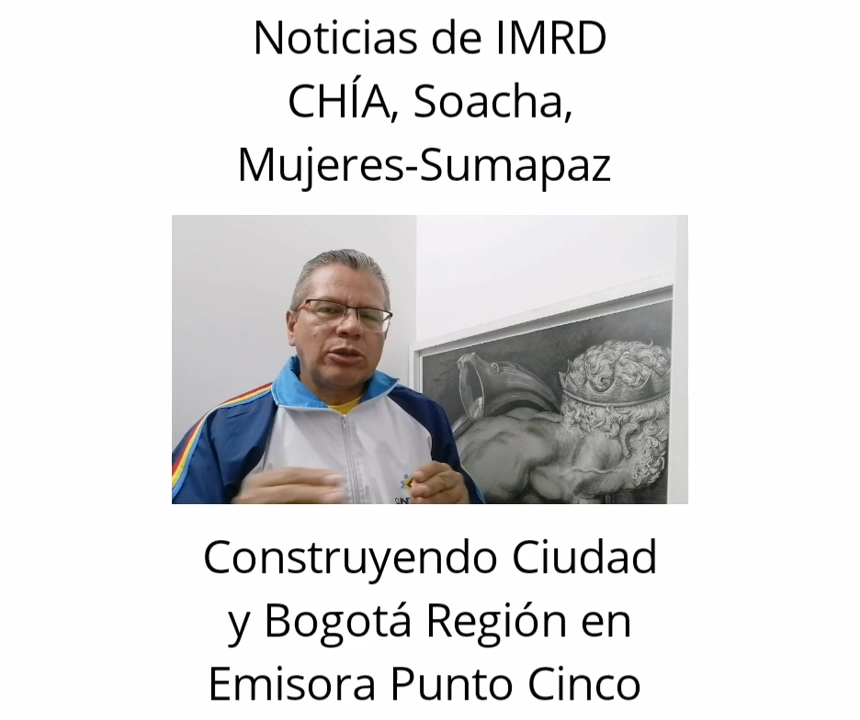 Noticias de IMRD
CHÍA, Soacha,
Mujeres-Sumapaz
Construyendo Ciudad
y Bogotá Región en
Emisora Punto Cinco